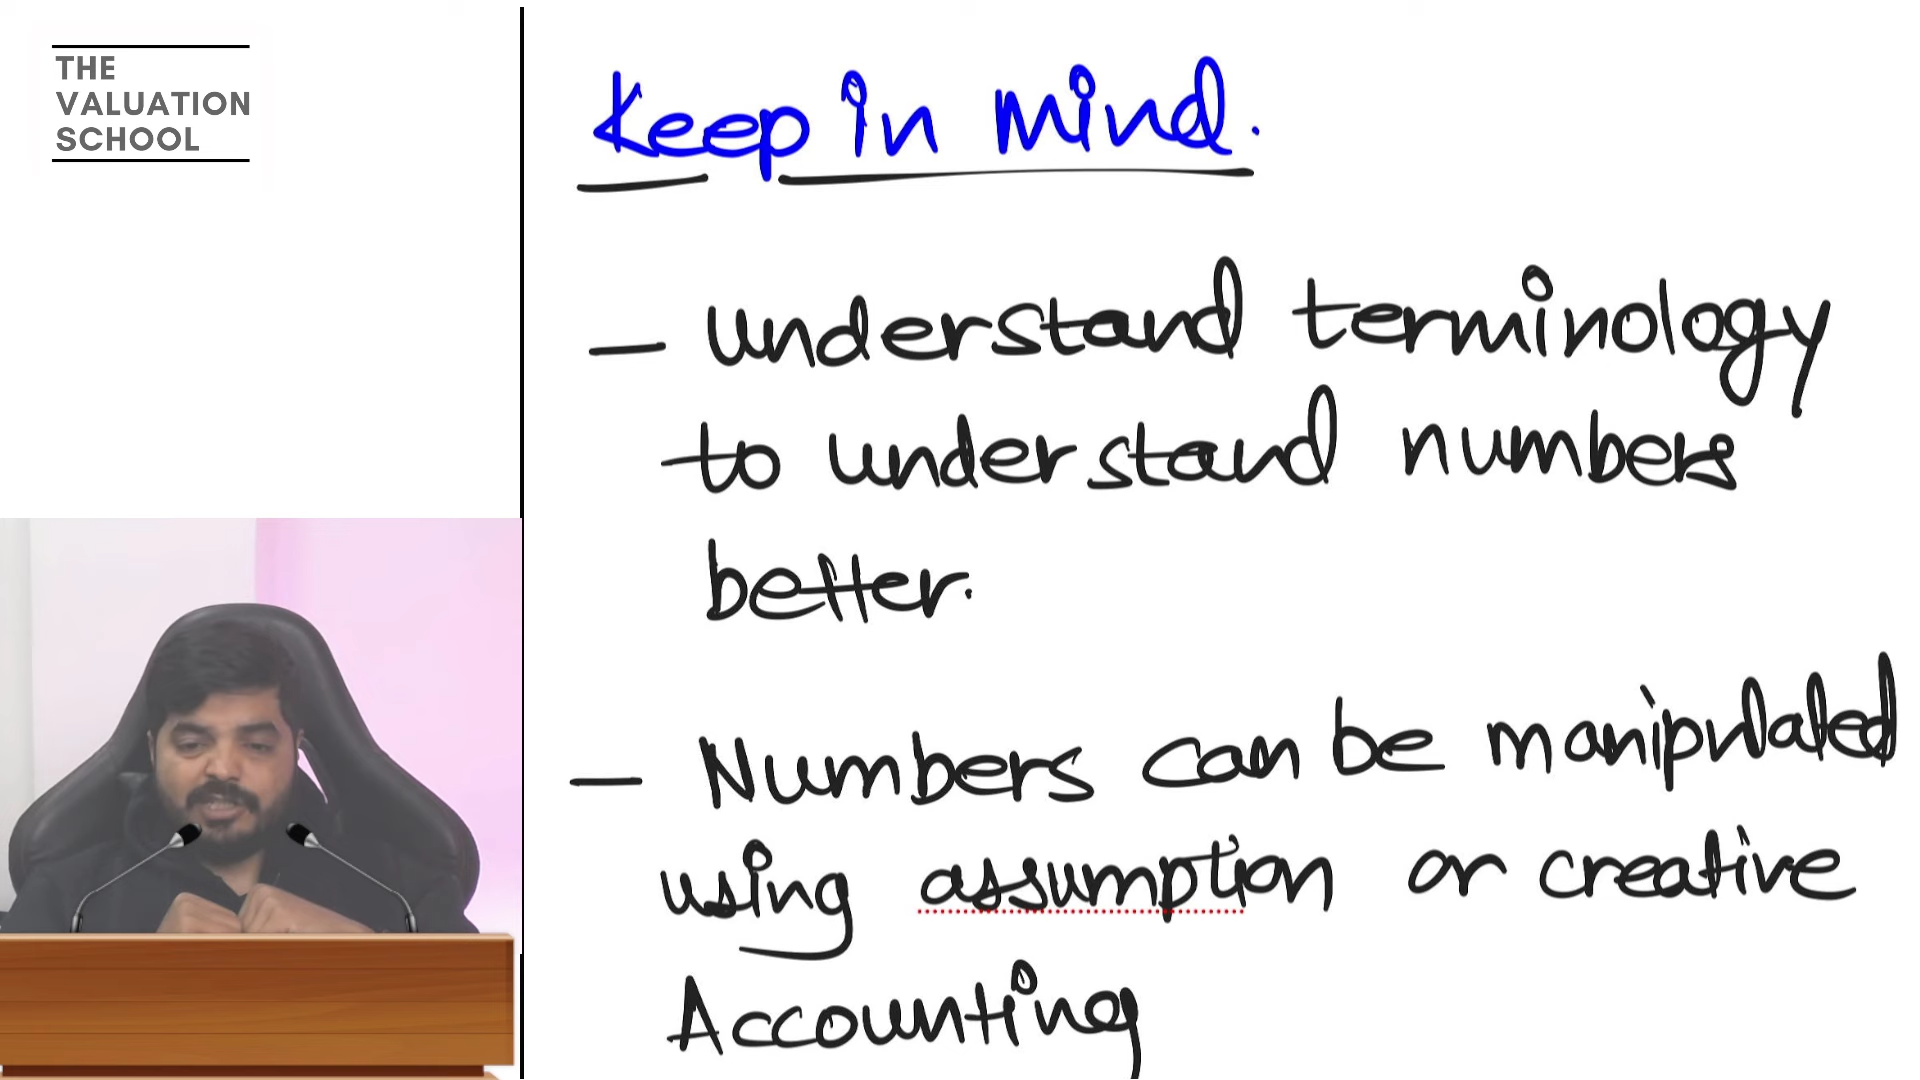 THE
VALUATION
SCHOOL
Keep in mind.
- understand terminology
to understand numbers
better.
- Numbers can be manipulated
using assumption or creative
Accounting